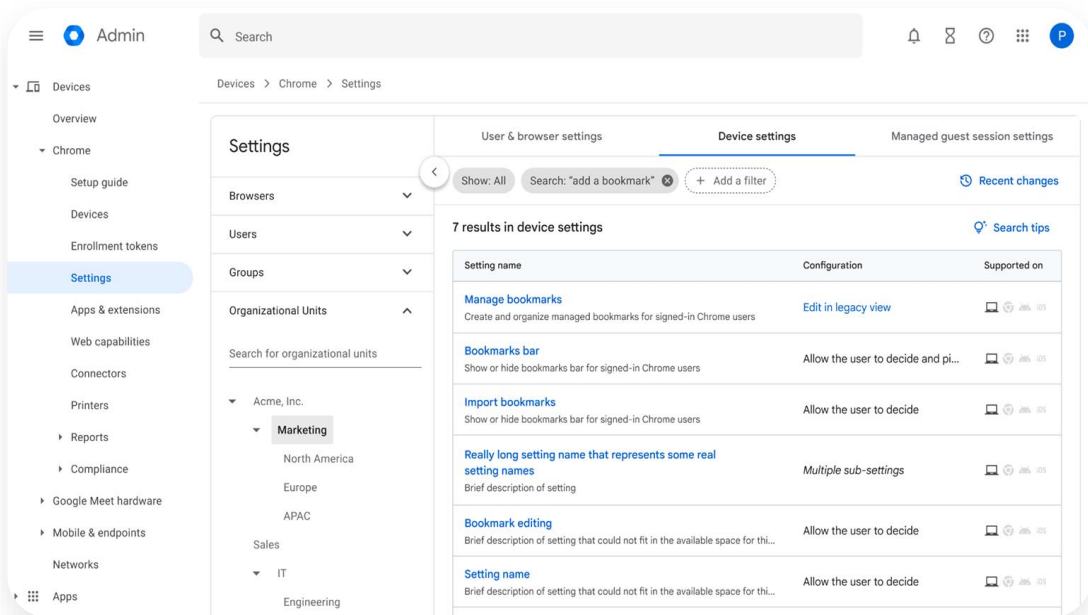 Admin
Search
P
Devices
Overview
Chrome
Setup guide
Devices
Enrollment tokens
Settings
Apps & extensions
Web capabilities
Connectors
Printers
Reports
Compliance
Google Meet hardware
Mobile & endpoints
Networks
Apps
Devices > Chrome > Settings
Settings
Browsers
Users
Groups
Organizational Units
Search for organizational units
Acme, Inc.
Marketing
North America
Europe
APAC
Sales
IT
Engineering
User & browser settings
Device settings
Managed guest session settings
Show: All
Search: "add a bookmark"
+ Add a filter
Recent changes
7 results in device settings
Search tips
Setting name
Configuration
Supported on
Manage bookmarks
Create and organize managed bookmarks for signed-in Chrome users
Edit in legacy view
iOS
Bookmarks bar
Show or hide bookmarks bar for signed-in Chrome users
Allow the user to decide and pi...
iOS
Import bookmarks
Show or hide bookmarks bar for signed-in Chrome users
Allow the user to decide
iOS
Really long setting name that represents some real
setting names
Brief description of setting
Multiple sub-settings
iOS
Bookmark editing
Brief description of setting that could not fit in the available space for thi...
Allow the user to decide
iOS
Setting name
Brief description of setting that could not fit in the available space for thi...
Allow the user to decide
iOS